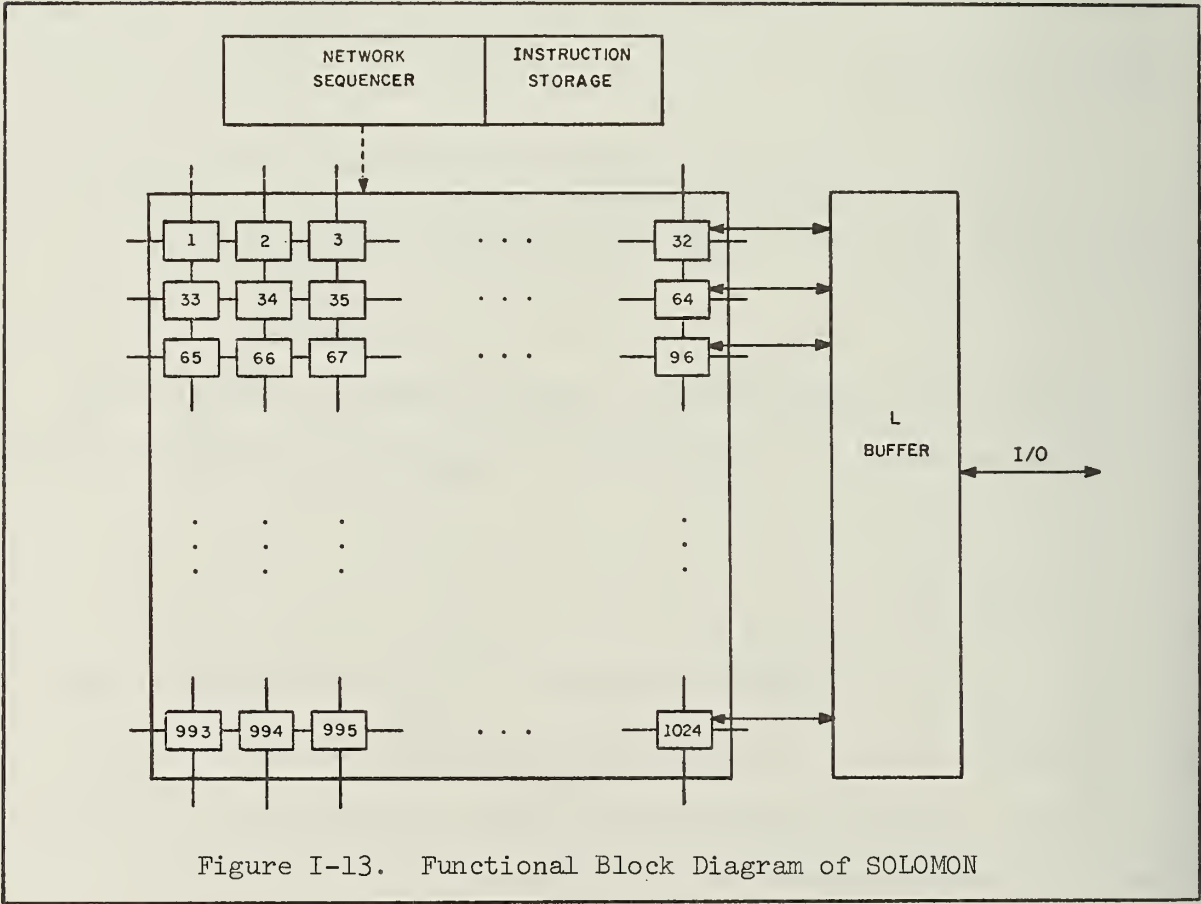 NETWORK
SEQUENCER
INSTRUCTION
STORAGE
1 2 3 . . . 32
33 34 35 . . . 64
65 66 67 . . . 96
L
BUFFER
I/O
993 994 995 . . . 1024
Figure I-13. Functional Block Diagram of SOLOMON